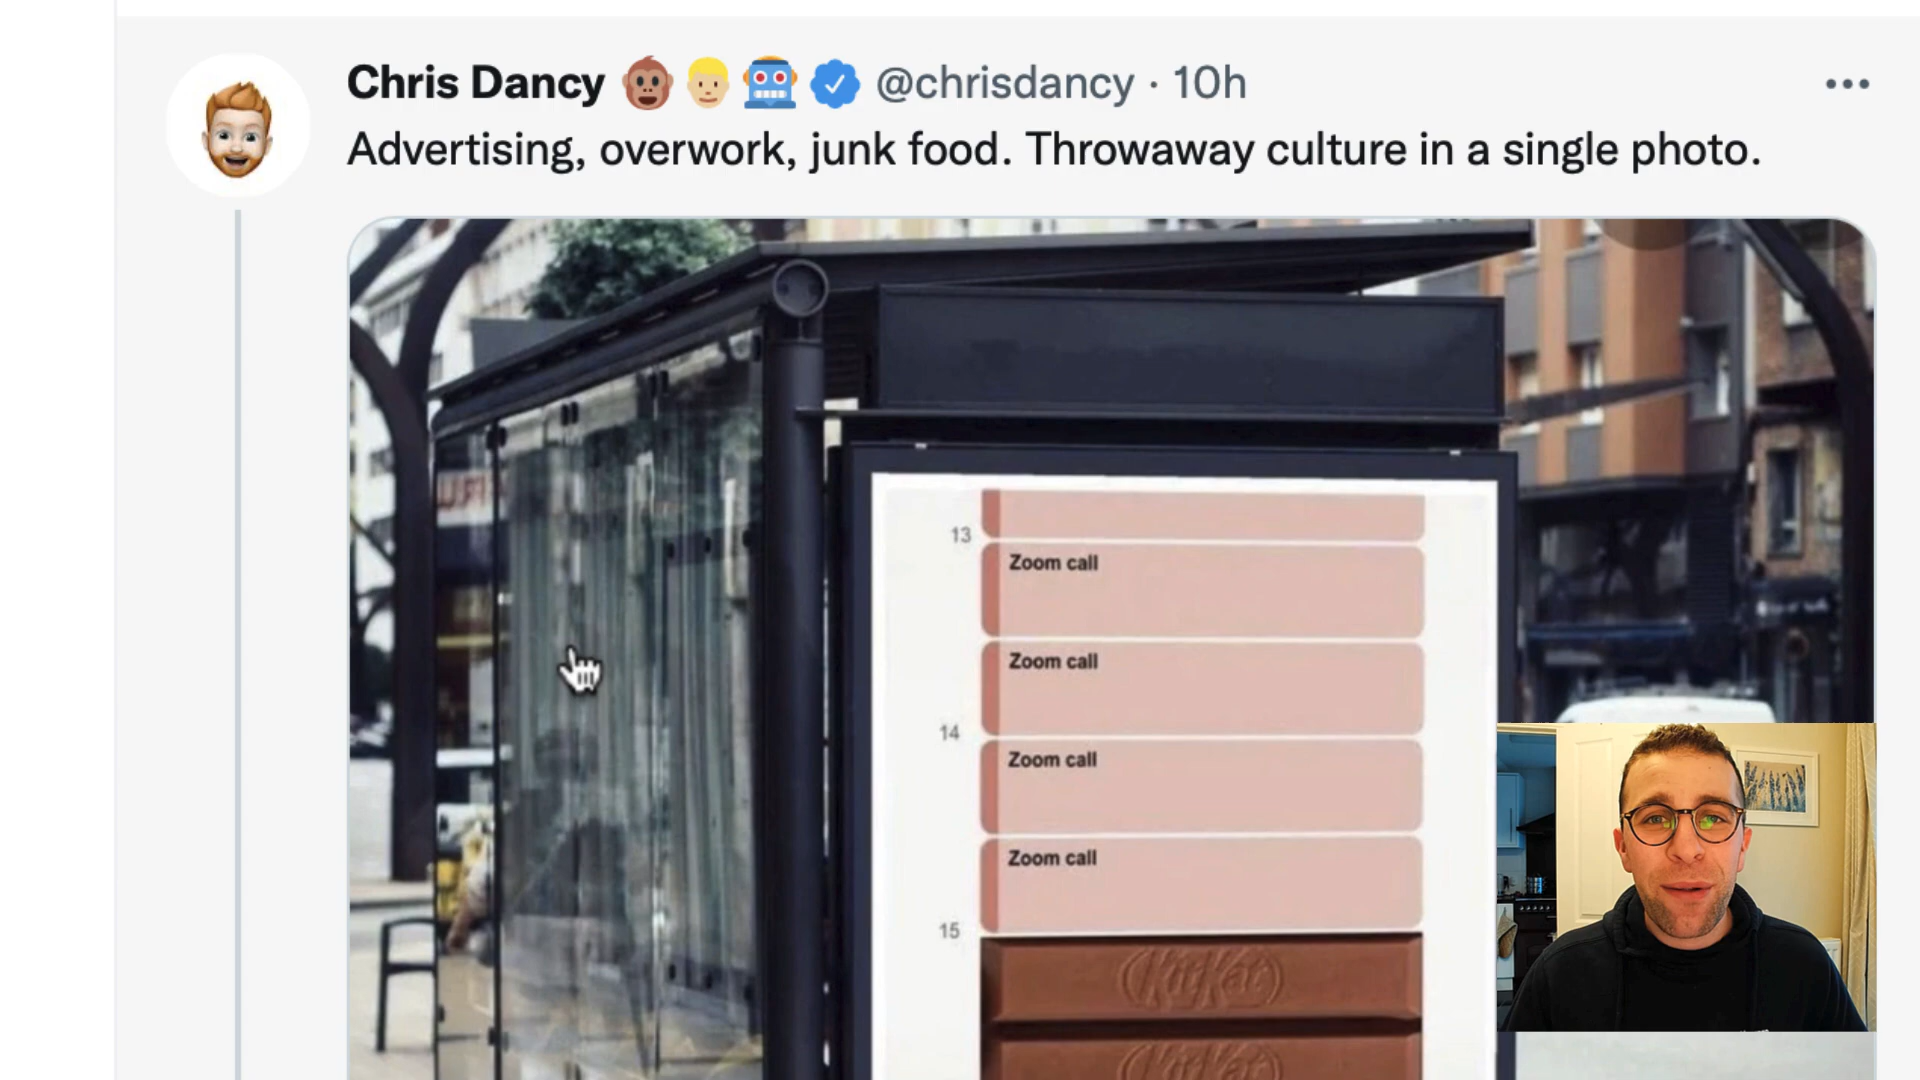 Chris Dancy @chrisdancy · 10h
Advertising, overwork, junk food. Throwaway culture in a single photo.
13
Zoom call
Zoom call
14
Zoom call
Zoom call
15
KitKat
KitKat